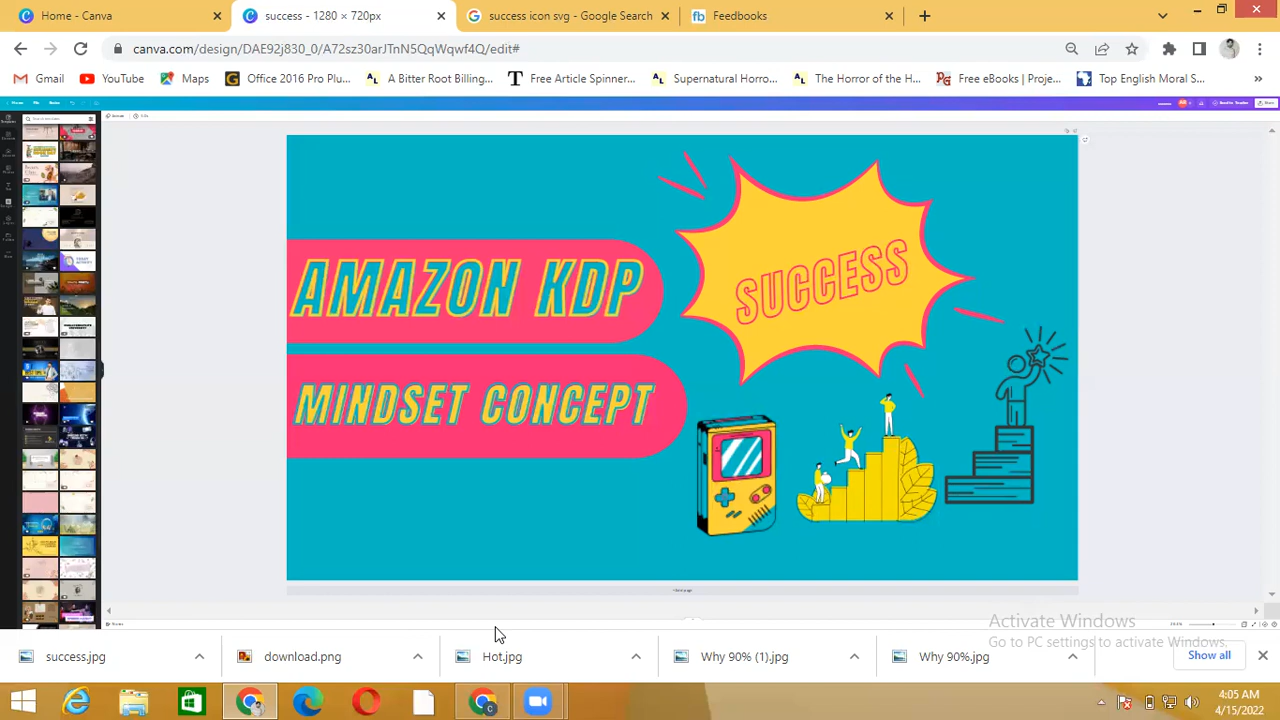 Home - Canva
success - 1280 × 720px
success icon svg - Google Search
Feedbooks
canva.com/design/DAE92j830_0/A72sz30arJTnN5QqWqwf4Q/edit#
Gmail
YouTube
Maps
Office 2016 Pro Plu...
A Bitter Root Billing...
Free Article Spinner...
Supernatural Horro...
The Horror of the H...
Free eBooks | Proje...
Top English Moral S...
Home
File
Share
AMAZON KDP
MINDSET CONCEPT
SUCCESS
Activate Windows
Go to PC settings to activate Windows.
success.jpg
download.png
Hot.jpg
Why 90% (1).jpg
Why 90%.jpg
Show all
4:05 AM
4/15/2022